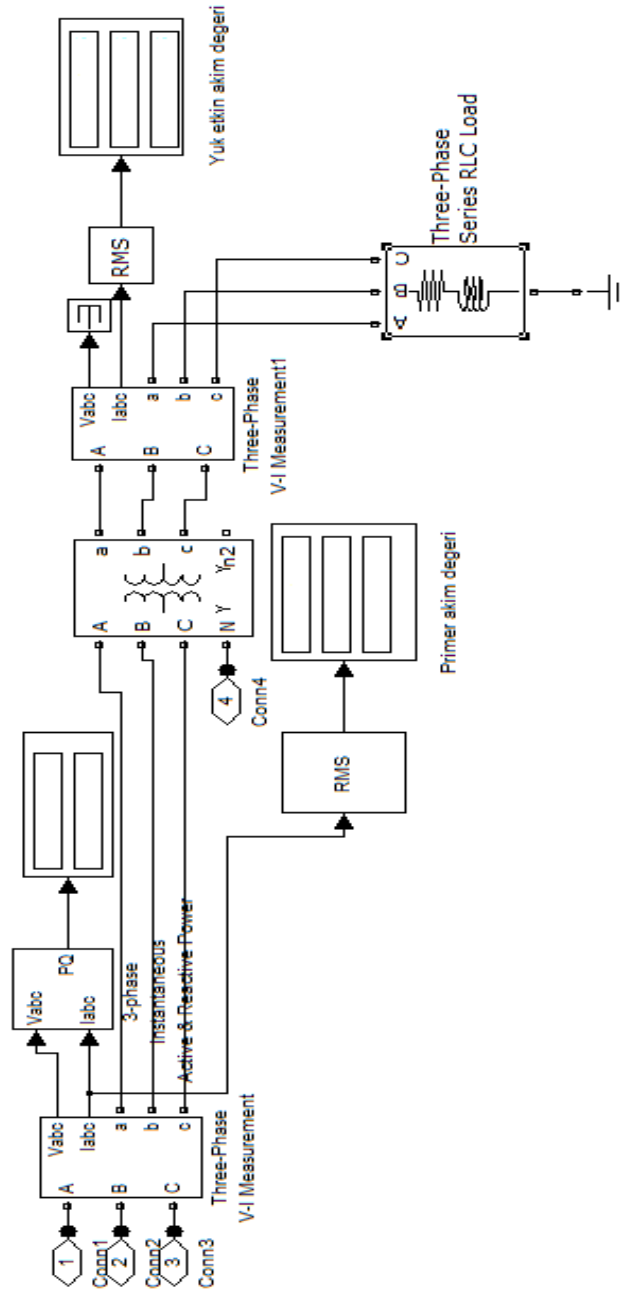 1
Conn1
2
Conn2
3
Conn3
A
B
C
Vabc
Iabc
a
b
c
Three-Phase
V-I Measurement
Vabc
Iabc
PQ
3-phase
Instantaneous
Active & Reactive Power
4
Conn4
A
B
C
N
Y
a
b
c
Yn2
RMS
Primer akim degeri
A
B
C
Vabc
Iabc
a
b
c
Three-Phase
V-I Measurement1
RMS
Yuk etkin akim degeri
A
B
C
Three-Phase
Series RLC Load